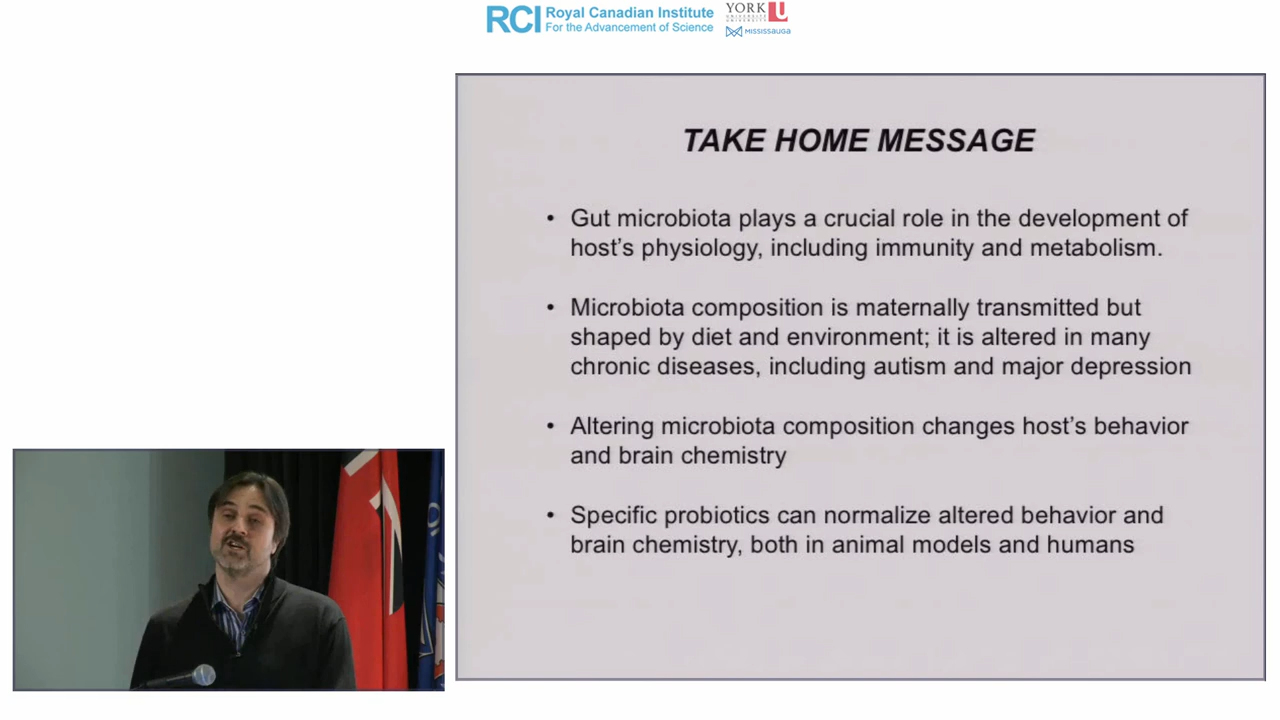 RCI Royal Canadian Institute
For the Advancement of Science
YORK U
UNIVERSITÉ
UNIVERSITY
MISSISSAUGA
TAKE HOME MESSAGE
• Gut microbiota plays a crucial role in the development of
host's physiology, including immunity and metabolism.
• Microbiota composition is maternally transmitted but
shaped by diet and environment; it is altered in many
chronic diseases, including autism and major depression
• Altering microbiota composition changes host's behavior
and brain chemistry
• Specific probiotics can normalize altered behavior and
brain chemistry, both in animal models and humans